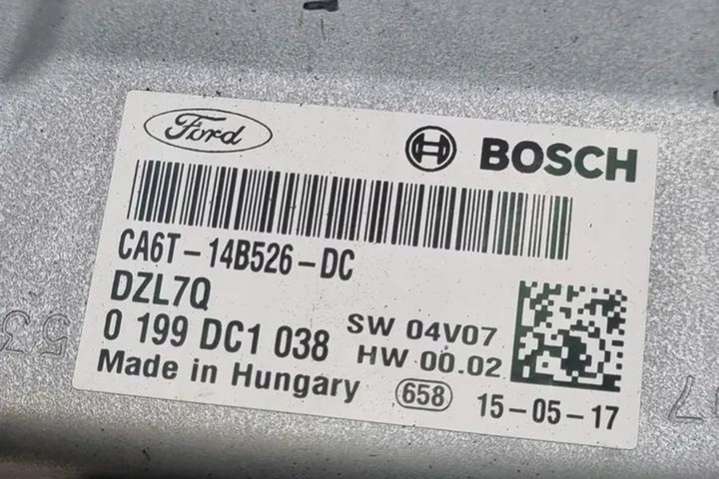 Ford
BOSCH
CA6T-14B526-DC
DZL7Q
0 199 DC1 038
SW 04V07
HW 00.02
Made in Hungary
658
15-05-17